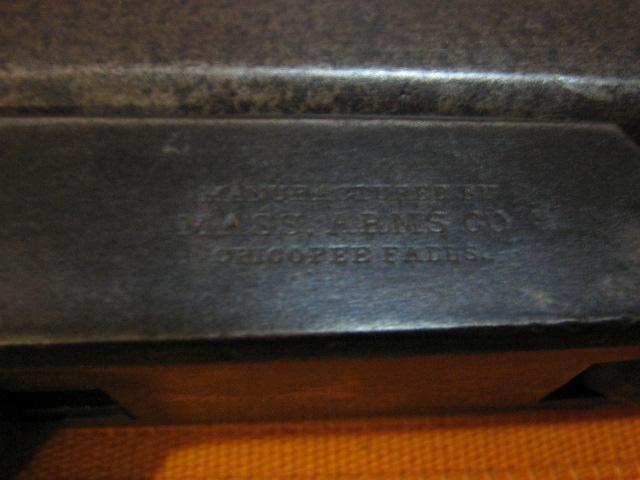 MANUFACTURED BY
MASS. ARMS CO
CHICOPEE FALLS.